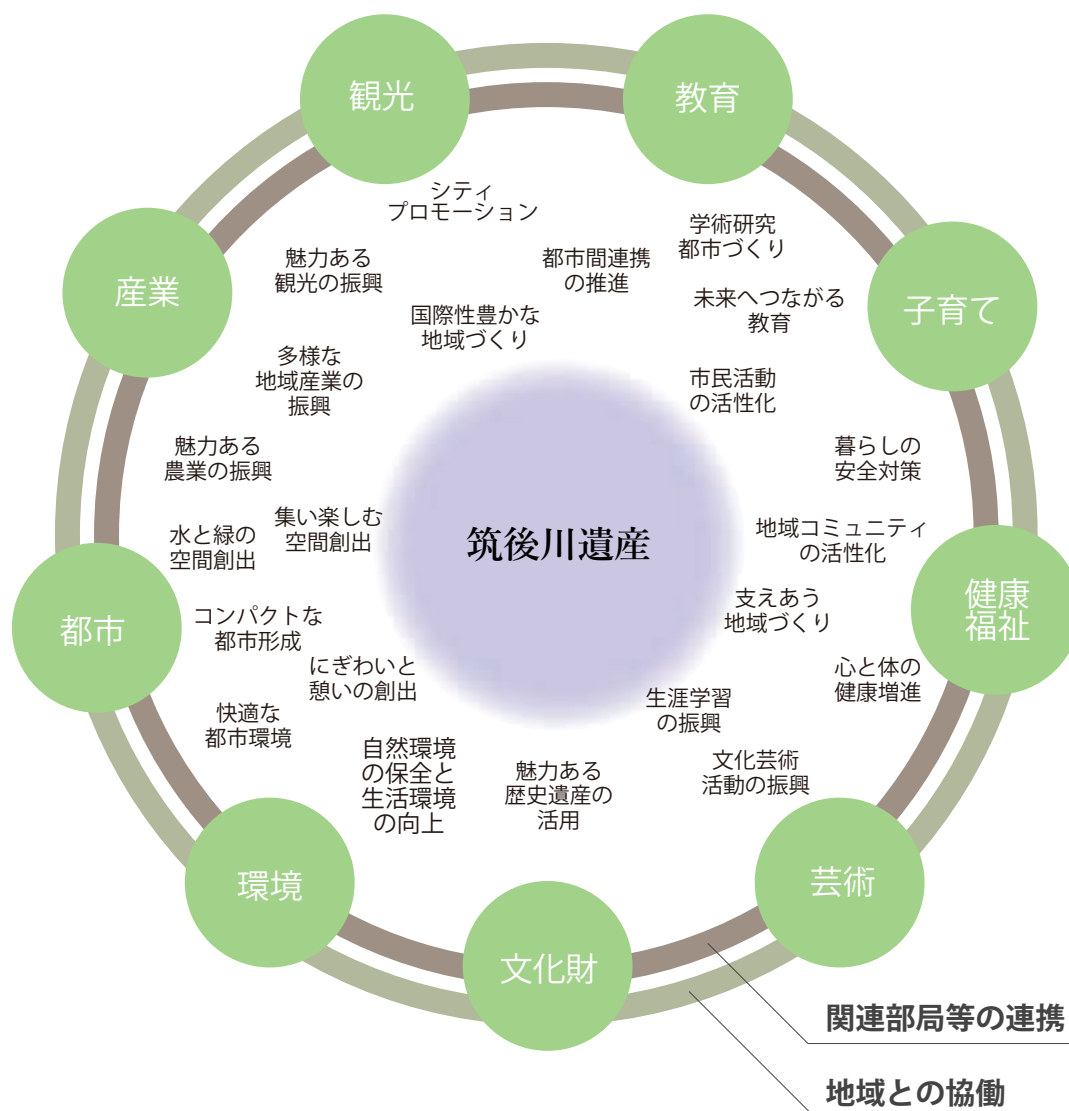 観光
教育
産業
子育て
都市
健康
福祉
環境
芸術
文化財
シティ
プロモーション
魅力ある
観光の振興
国際性豊かな
地域づくり
都市間連携
の推進
学術研究
都市づくり
未来へつながる
教育
多様な
地域産業の
振興
市民活動
の活性化
魅力ある
農業の振興
暮らしの
安全対策
集い楽しむ
空間創出
水と緑の
空間創出
筑後川遺産
地域コミュニティ
の活性化
コンパクトな
都市形成
支えあう
地域づくり
にぎわいと
憩いの創出
心と体の
健康増進
快適な
都市環境
生涯学習
の振興
自然環境
の保全と
生活環境
の向上
魅力ある
歴史遺産の
活用
文化芸術
活動の振興
関連部局等の連携
地域との協働